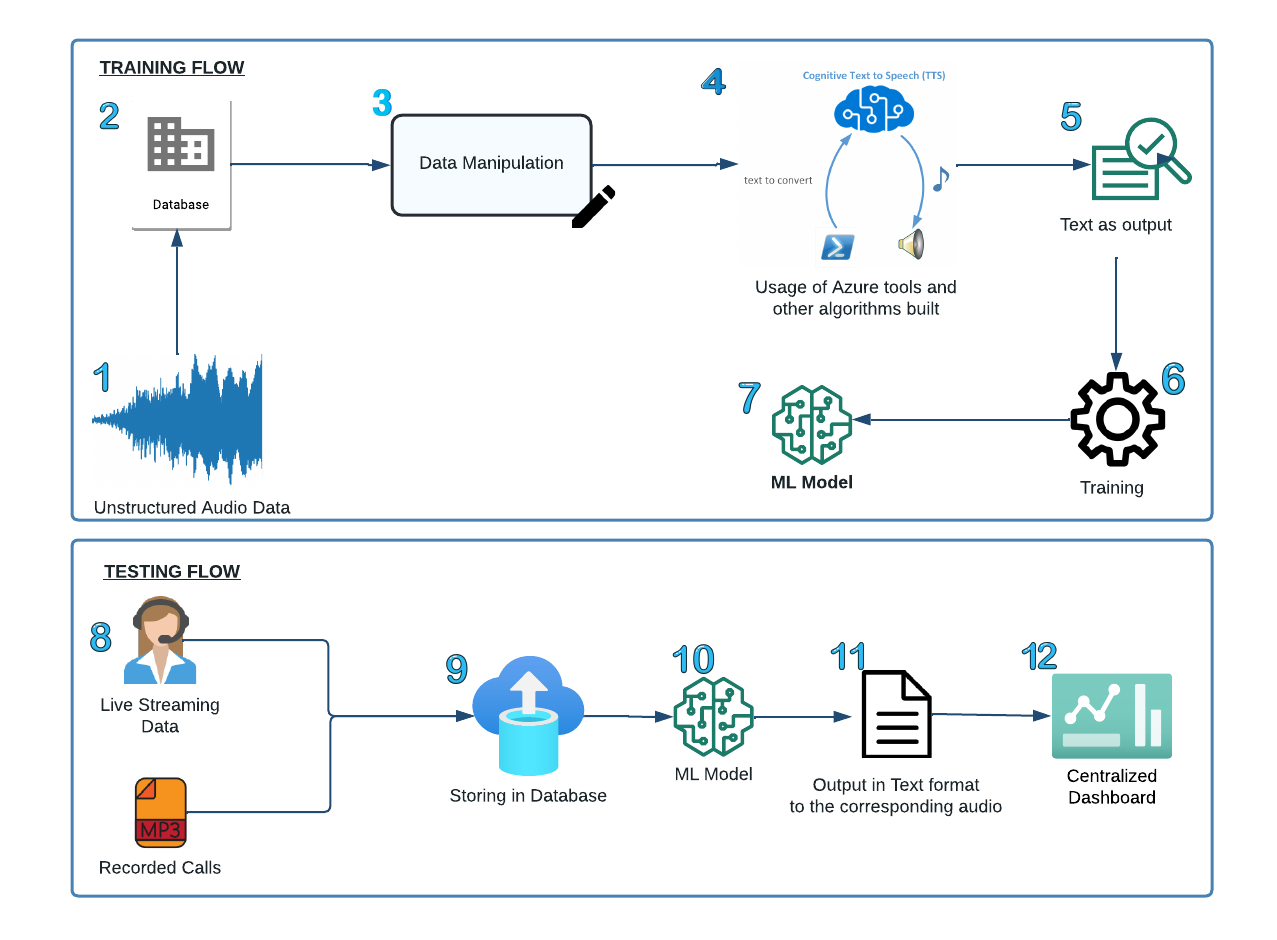 TRAINING FLOW
2
Database
3
Data Manipulation
4
Cognitive Text to Speech (TTS)
text to convert
Usage of Azure tools and
other algorithms built
5
Text as output
1
Unstructured Audio Data
7
ML Model
6
Training
TESTING FLOW
8
Live Streaming
Data
MP3
Recorded Calls
9
Storing in Database
10
ML Model
11
Output in Text format
to the corresponding audio
12
Centralized
Dashboard